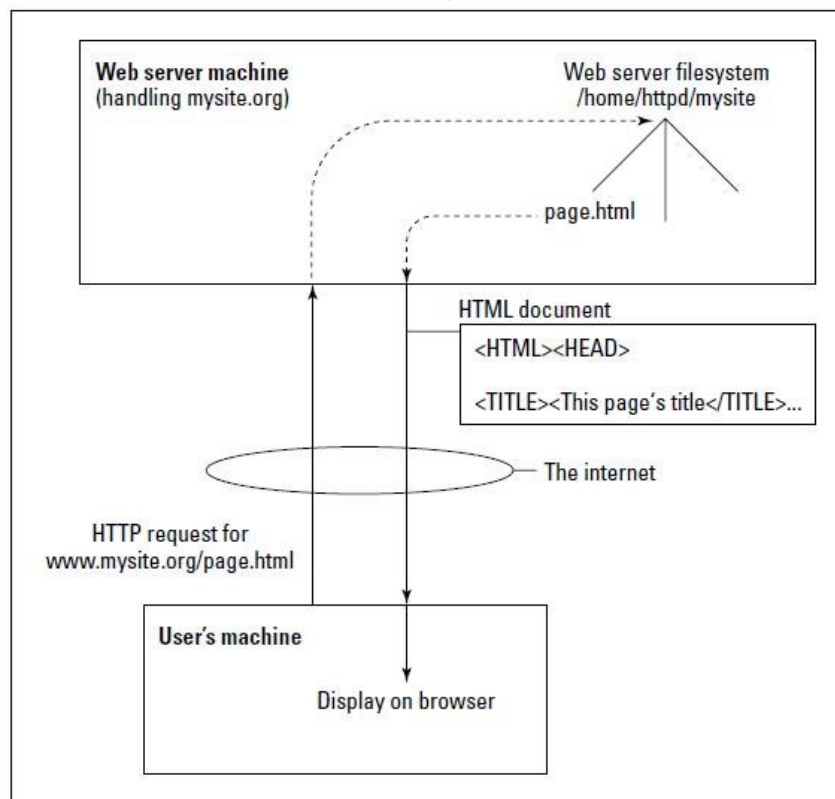 Web server machine
(handling mysite.org)
Web server filesystem
/home/httpd/mysite
page.html
HTML document
<HTML><HEAD>
<TITLE><This page's title</TITLE>...
The internet
HTTP request for
www.mysite.org/page.html
User's machine
Display on browser